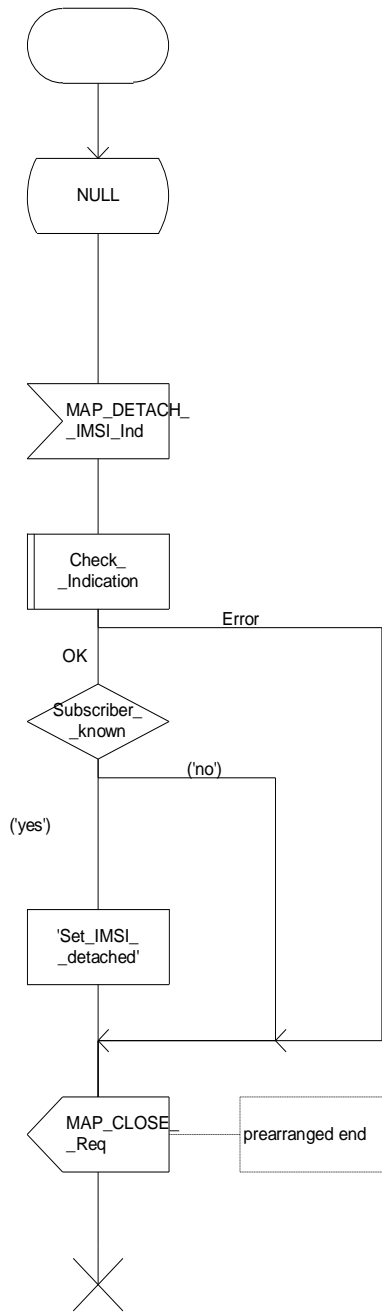 NULL
MAP_DETACH_
_IMSI_Ind
Check_
_Indication
Error
OK
Subscriber_
_known
('no')
('yes')
'Set_IMSI_
_detached'
MAP_CLOSE_
_Req
prearranged end